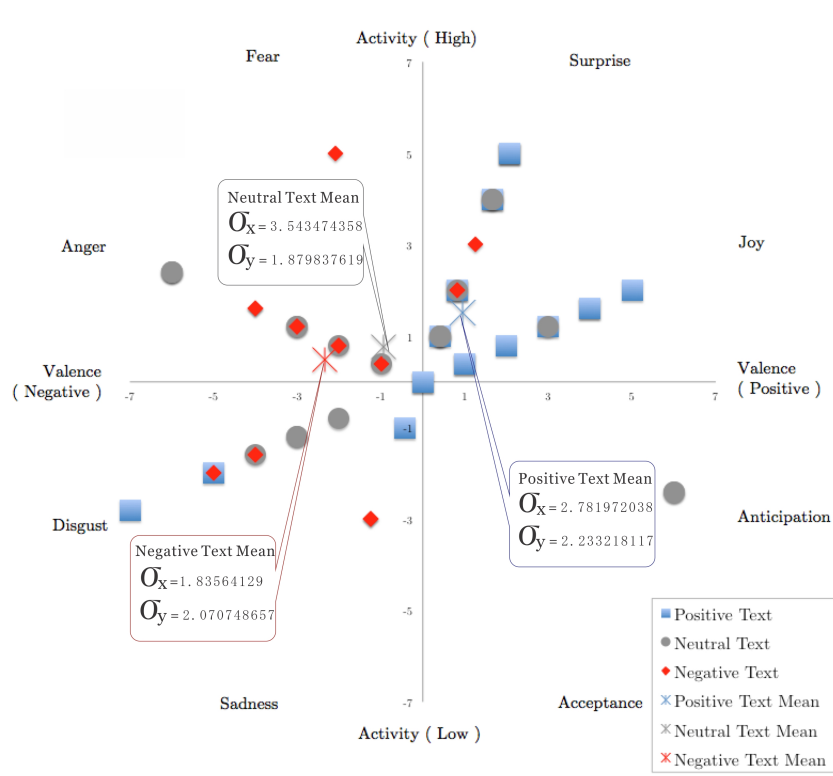 Activity ( High)
Fear
Surprise
7
5
Neutral Text Mean
σx = 3.543474358
σy = 1.879837619
Anger
3
Joy
1
Valence
( Negative )
Valence
( Positive )
-7
-5
-3
-1
1
3
5
7
-1
Positive Text Mean
σx = 2.781972038
σy = 2.233218117
-3
Disgust
Anticipation
Negative Text Mean
σx =1.83564129
σy = 2.070748657
-5
-7
Sadness
Acceptance
Activity ( Low )
Positive Text
Neutral Text
Negative Text
Positive Text Mean
Neutral Text Mean
Negative Text Mean